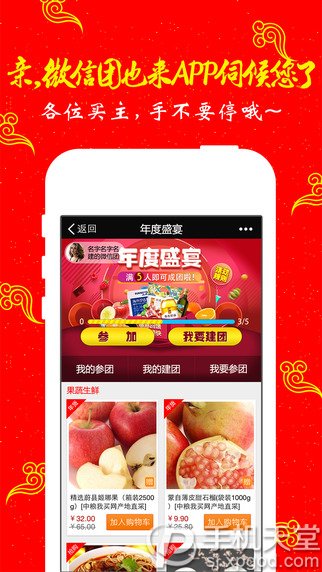 亲,微信团也来APP伺候您了
各位买主,手不要停哦~
返回
年度盛宴
名字名字名
建的微信团
年度盛宴
满5人即可成团啦!
0
3/5
参 加
我要建团
我的参团
我的建团
我要参团
果蔬生鲜
精选蔚县姬娜果(箱装2500
g) [中粮我买网产地直采]
¥ 32.00
¥ 65.00
加入购物车
赠
蒙自薄皮甜石榴(袋装1000g
) [中粮我买网产地直采]
¥ 9.90
¥ 25.80
加入购物车
赠
手机天堂
sj.xpgod.com